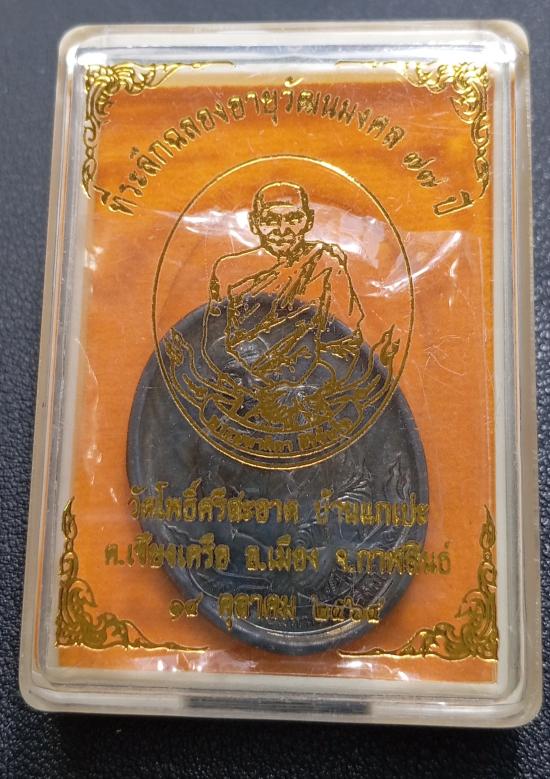 ที่ระลึกฉลองอายุวัฒนมงคล ๗๗ ปี
วัดโพธิ์ศรีสะอาด บ้านแกเปะ
ต.เชียงเครือ อ.เมือง จ.กาฬสินธ์
๑๙ ตุลาคม ๒๕๖๕